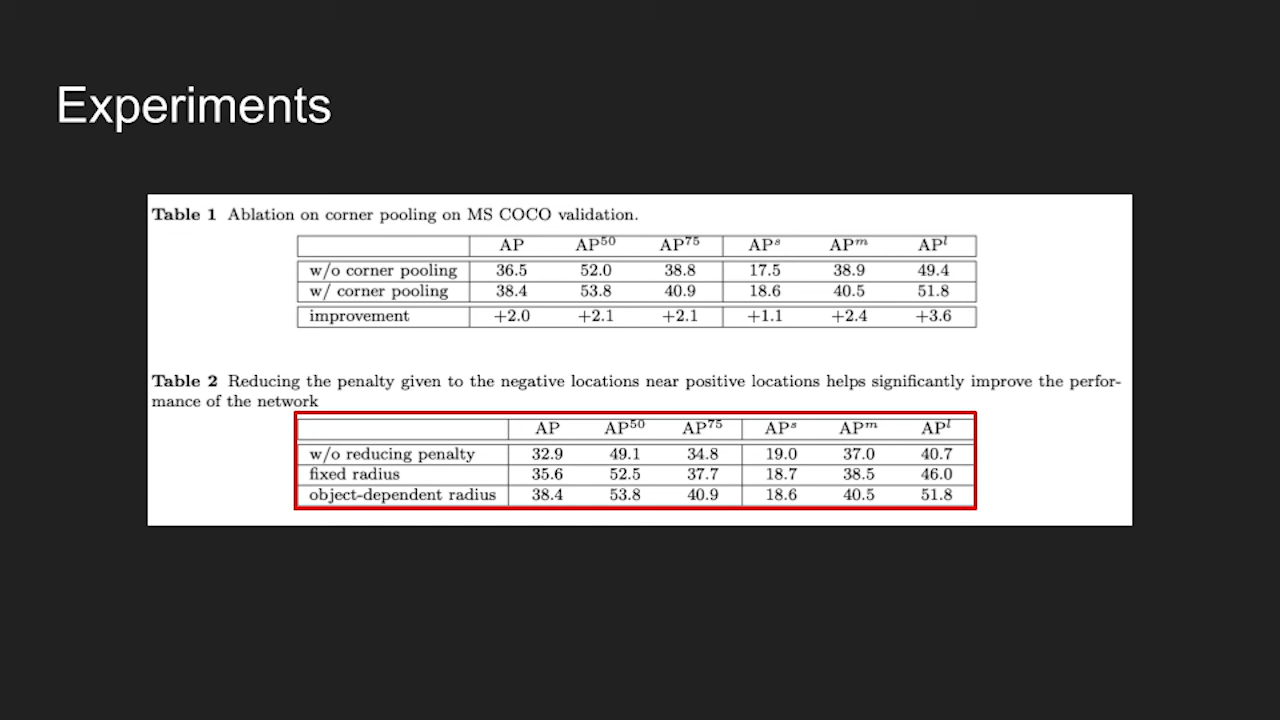 Experiments
Table 1 Ablation on corner pooling on MS COCO validation.
AP AP50 AP75 APs APm APl
w/o corner pooling 36.5 52.0 38.8 17.5 38.9 49.4
w/ corner pooling 38.4 53.8 40.9 18.6 40.5 51.8
improvement +2.0 +2.1 +2.1 +1.1 +2.4 +3.6
Table 2 Reducing the penalty given to the negative locations near positive locations helps significantly improve the perfor-
mance of the network
AP AP50 AP75 APs APm APl
w/o reducing penalty 32.9 49.1 34.8 19.0 37.0 40.7
fixed radius 35.6 52.5 37.7 18.7 38.5 46.0
object-dependent radius 38.4 53.8 40.9 18.6 40.5 51.8